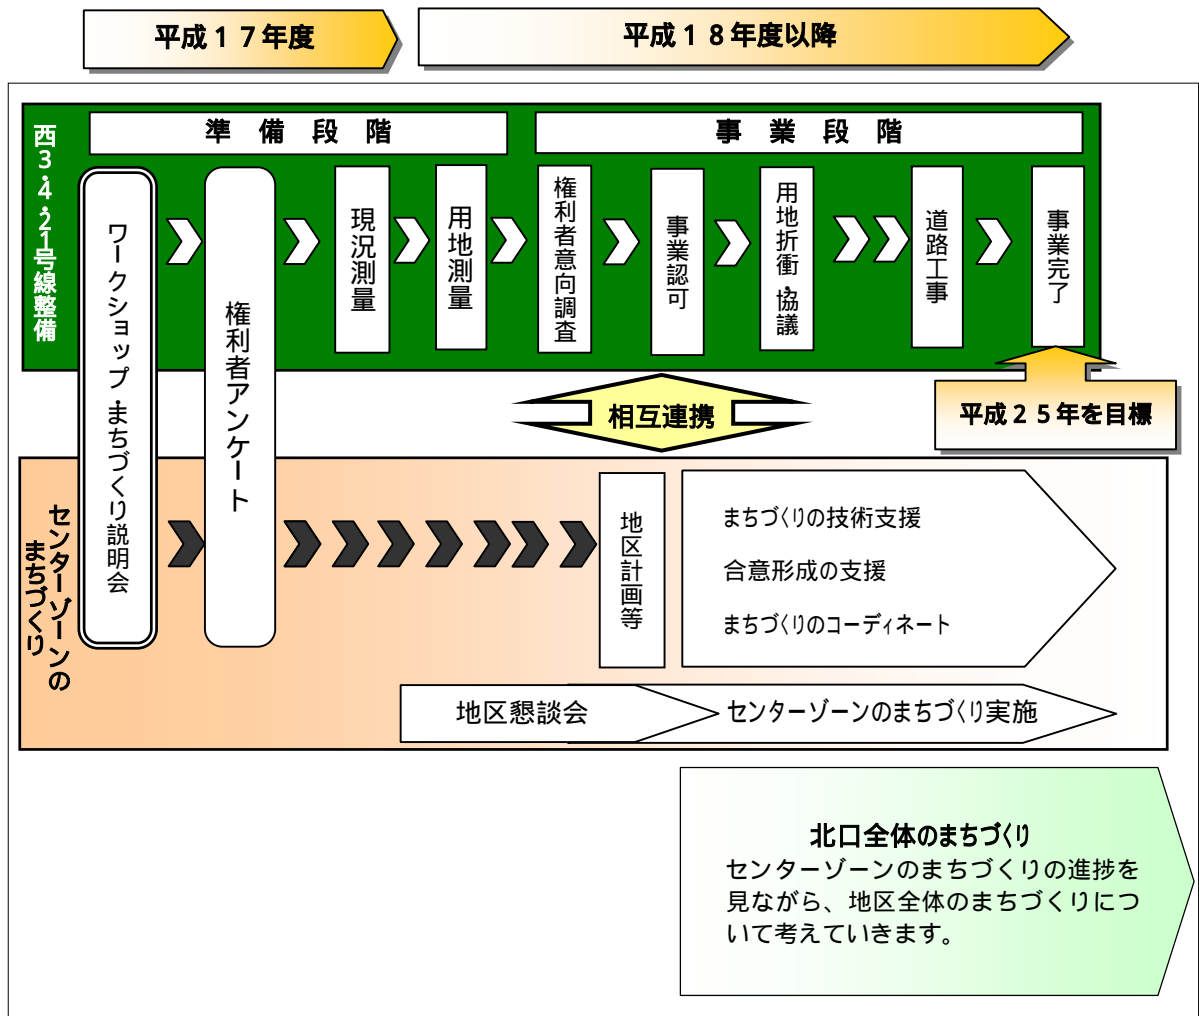 平成１７年度
平成１８年度以降
西３・４・２１号線整備
準備段階
事業段階
ワークショップ・まちづくり説明会
権利者アンケート
現況測量
用地測量
権利者意向調査
事業認可
用地折衝・協議
道路工事
事業完了
相互連携
平成２５年を目標
センターゾーンの
まちづくり
地区計画等
まちづくりの技術支援
合意形成の支援
まちづくりのコーディネート
地区懇談会
センターゾーンのまちづくり実施
北口全体のまちづくり
センターゾーンのまちづくりの進捗を
見ながら、地区全体のまちづくりにつ
いて考えていきます。